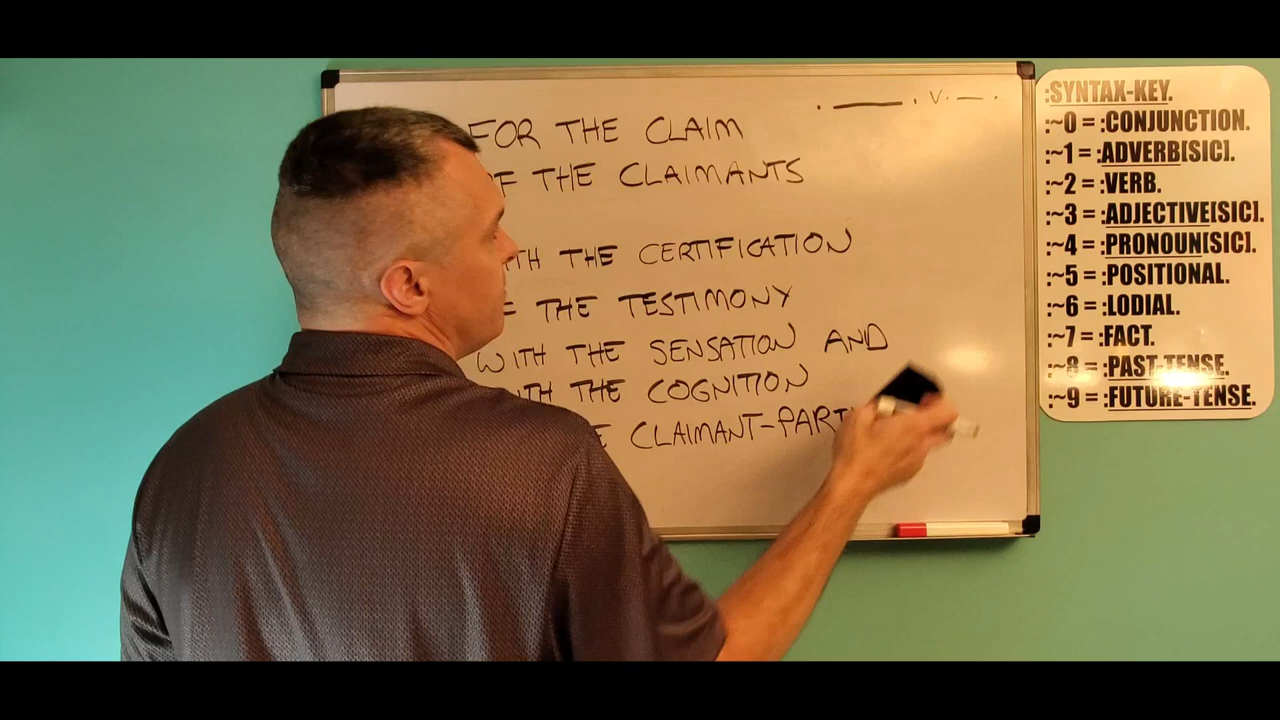 . ——— . v. — .
FOR THE CLAIM
THE CLAIMANTS
THE CERTIFICATION
THE TESTIMONY
WITH THE SENSATION AND
THE COGNITION
CLAIMANT-PART
:SYNTAX-KEY.
:~0 = :CONJUNCTION.
:~1 = :ADVERB[SIC].
:~2 = :VERB.
:~3 = :ADJECTIVE[SIC].
:~4 = :PRONOUN[SIC].
:~5 = :POSITIONAL.
:~6 = :LODIAL.
:~7 = :FACT.
:~8 = :PAST-TENSE.
:~9 = :FUTURE-TENSE.